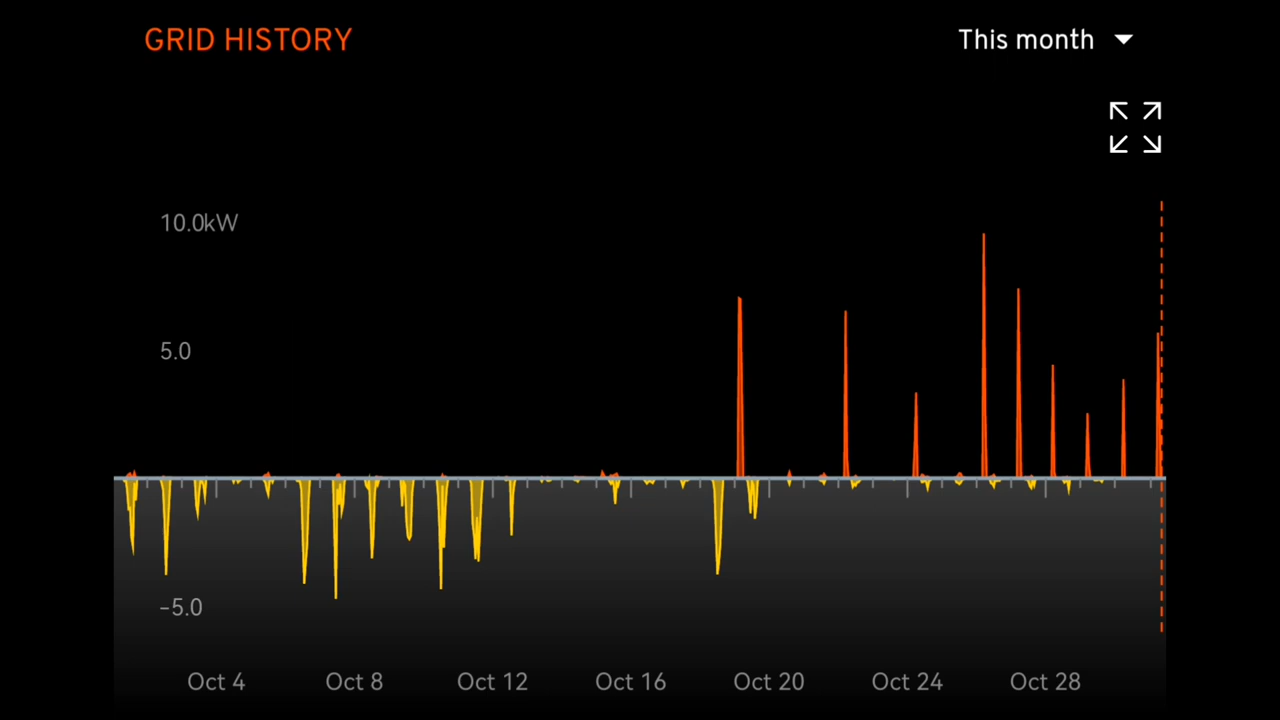 GRID HISTORY
This month
10.0kW
5.0
−5.0
Oct 4 Oct 8 Oct 12 Oct 16 Oct 20 Oct 24 Oct 28